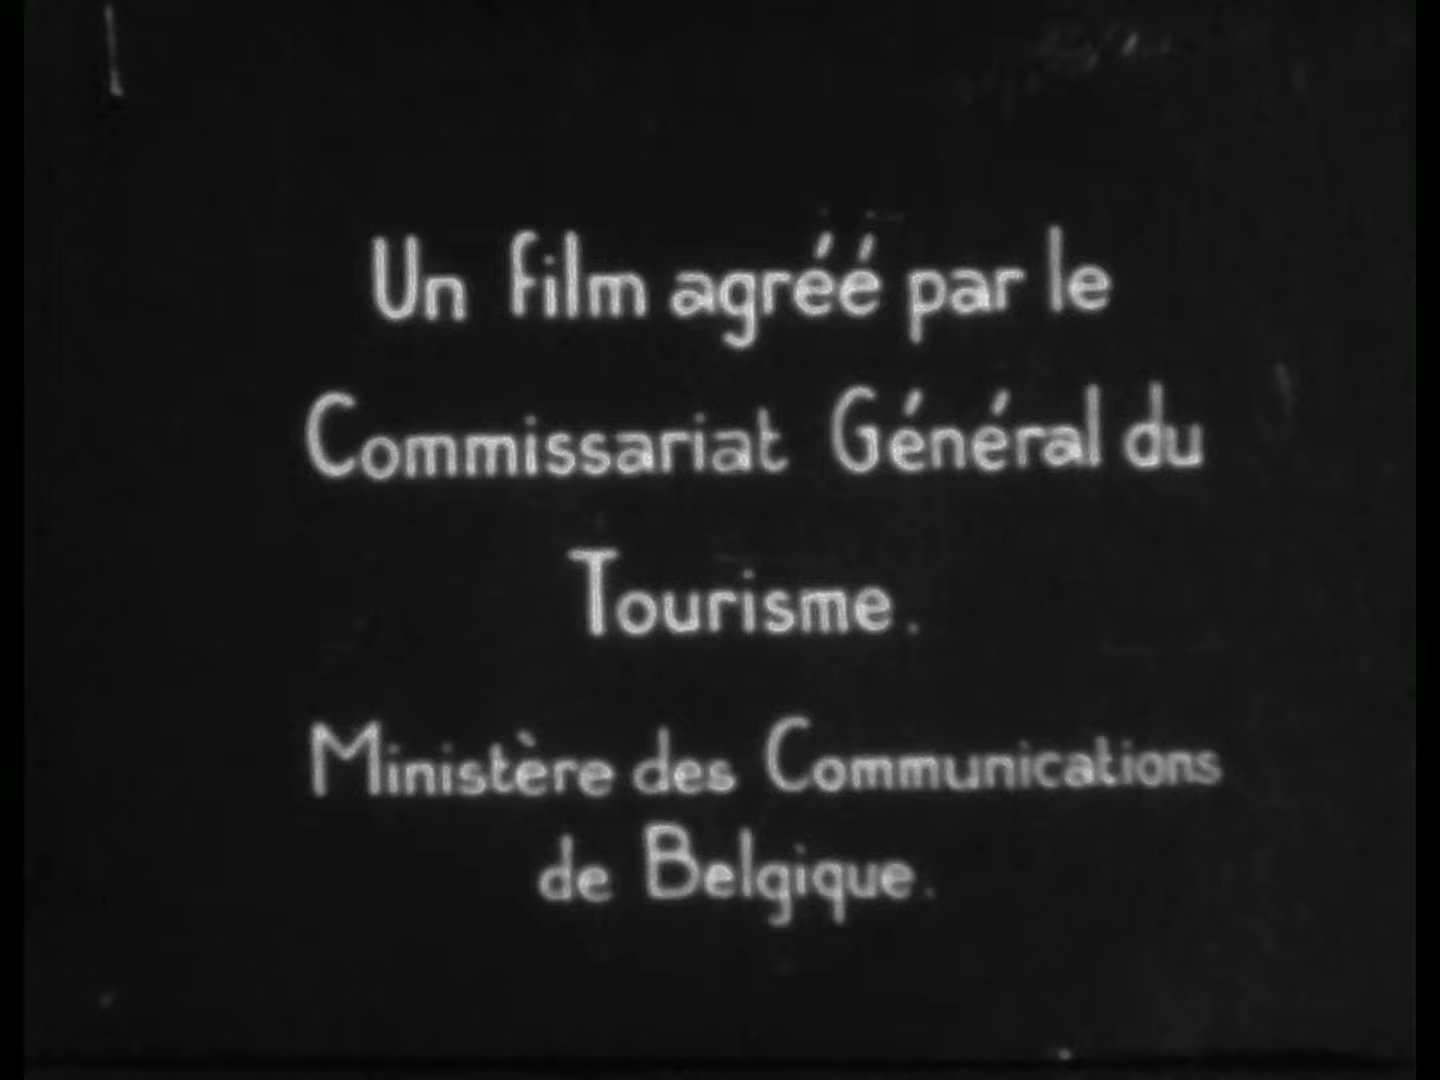 Un film agréé par le
Commissariat Général du
Tourisme.
Ministère des Communications
de Belgique.